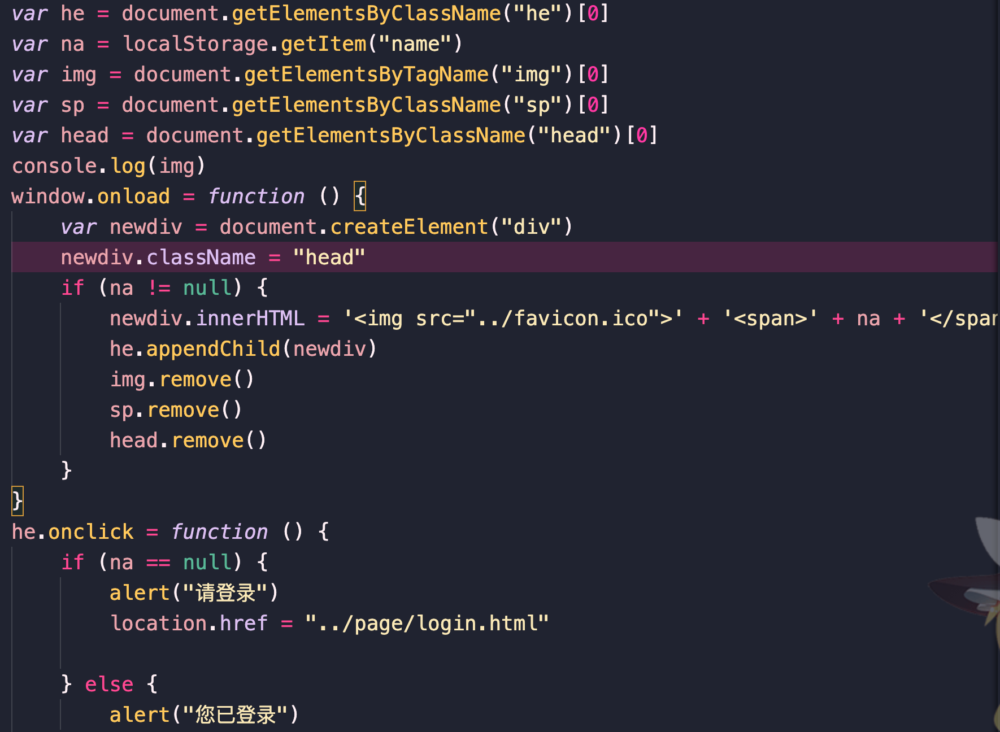 var he = document.getElementsByClassName("he")[0]
var na = localStorage.getItem("name")
var img = document.getElementsByTagName("img")[0]
var sp = document.getElementsByClassName("sp")[0]
var head = document.getElementsByClassName("head")[0]
console.log(img)
window.onload = function () {
    var newdiv = document.createElement("div")
    newdiv.className = "head"
    if (na != null) {
        newdiv.innerHTML = '<img src="../favicon.ico">' + '<span>' + na + '</span
        he.appendChild(newdiv)
        img.remove()
        sp.remove()
        head.remove()
    }
}
he.onclick = function () {
    if (na == null) {
        alert("请登录")
        location.href = "../page/login.html"
    } else {
        alert("您已登录")